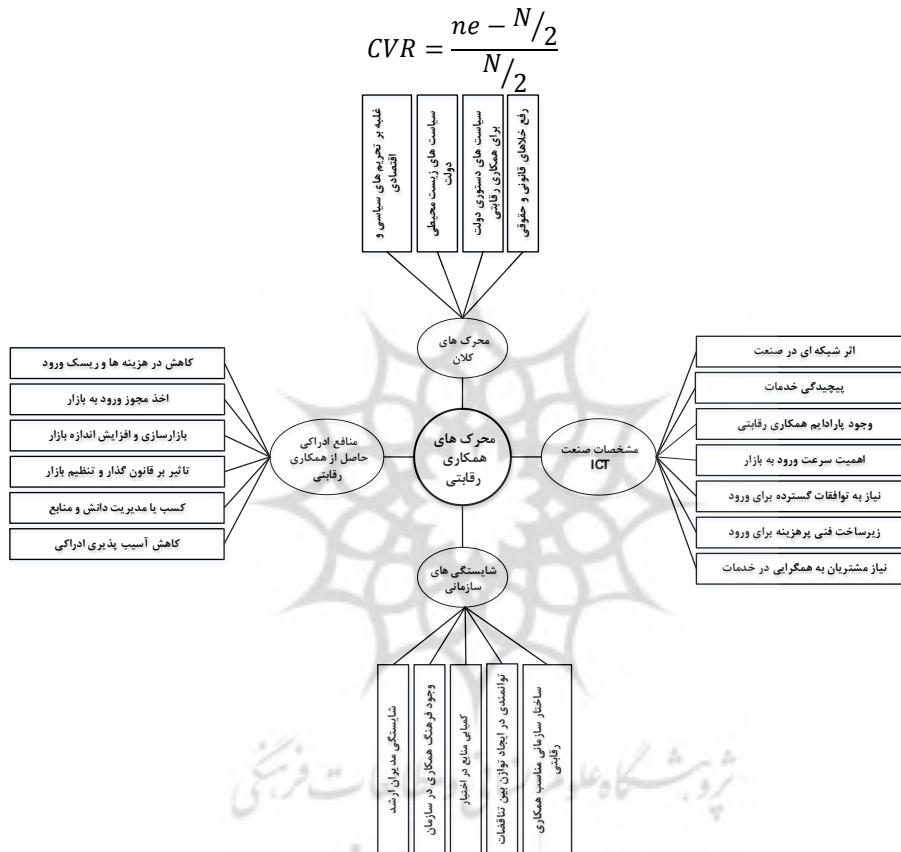 CVR = (ne − N/2) / (N/2)
غلبه بر تحریم های سیاسی و
اقتصادی
سیاست های زیست محیطی
دولت
سیاست های دستوری دولت
برای همکاری رقابتی
رفع خلاهای قانونی و حقوقی
محرک های
کلان
اثر شبکه ای در صنعت
پیچیدگی خدمات
وجود پارادایم همکاری رقابتی
اهمیت سرعت ورود به بازار
نیاز به توافقات گسترده برای ورود
زیرساخت فنی پرهزینه برای ورود
نیاز مشتریان به همگرایی در خدمات
مشخصات صنعت
ICT
محرک های
همکاری
رقابتی
منافع ادراکی
حاصل از همکاری
رقابتی
کاهش در هزینه ها و ریسک ورود
اخذ مجوز ورود به بازار
بازارسازی و افزایش اندازه بازار
تاثیر بر قانون گذار و تنظیم بازار
کسب یا مدیریت دانش و منابع
کاهش آسیب پذیری ادراکی
شایستگی های
سازمانی
شایستگی مدیران ارشد
وجود فرهنگ همکاری در سازمان
کمیابی منابع در اختیار
توانمندی در ایجاد توازن بین تناقضات
ساختار سازمانی مناسب همکاری
رقابتی
پژوهشگاه علوم انسانی و مطالعات فرهنگی